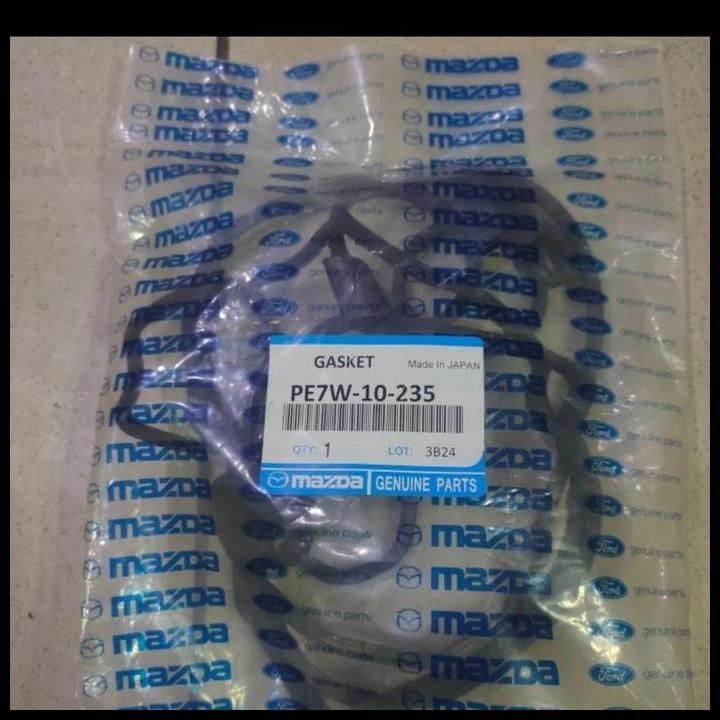 mazda Ford genuine parts
GASKET Made in JAPAN
PE7W-10-235
QTY: 1 LOT: 3B24
mazda GENUINE PARTS